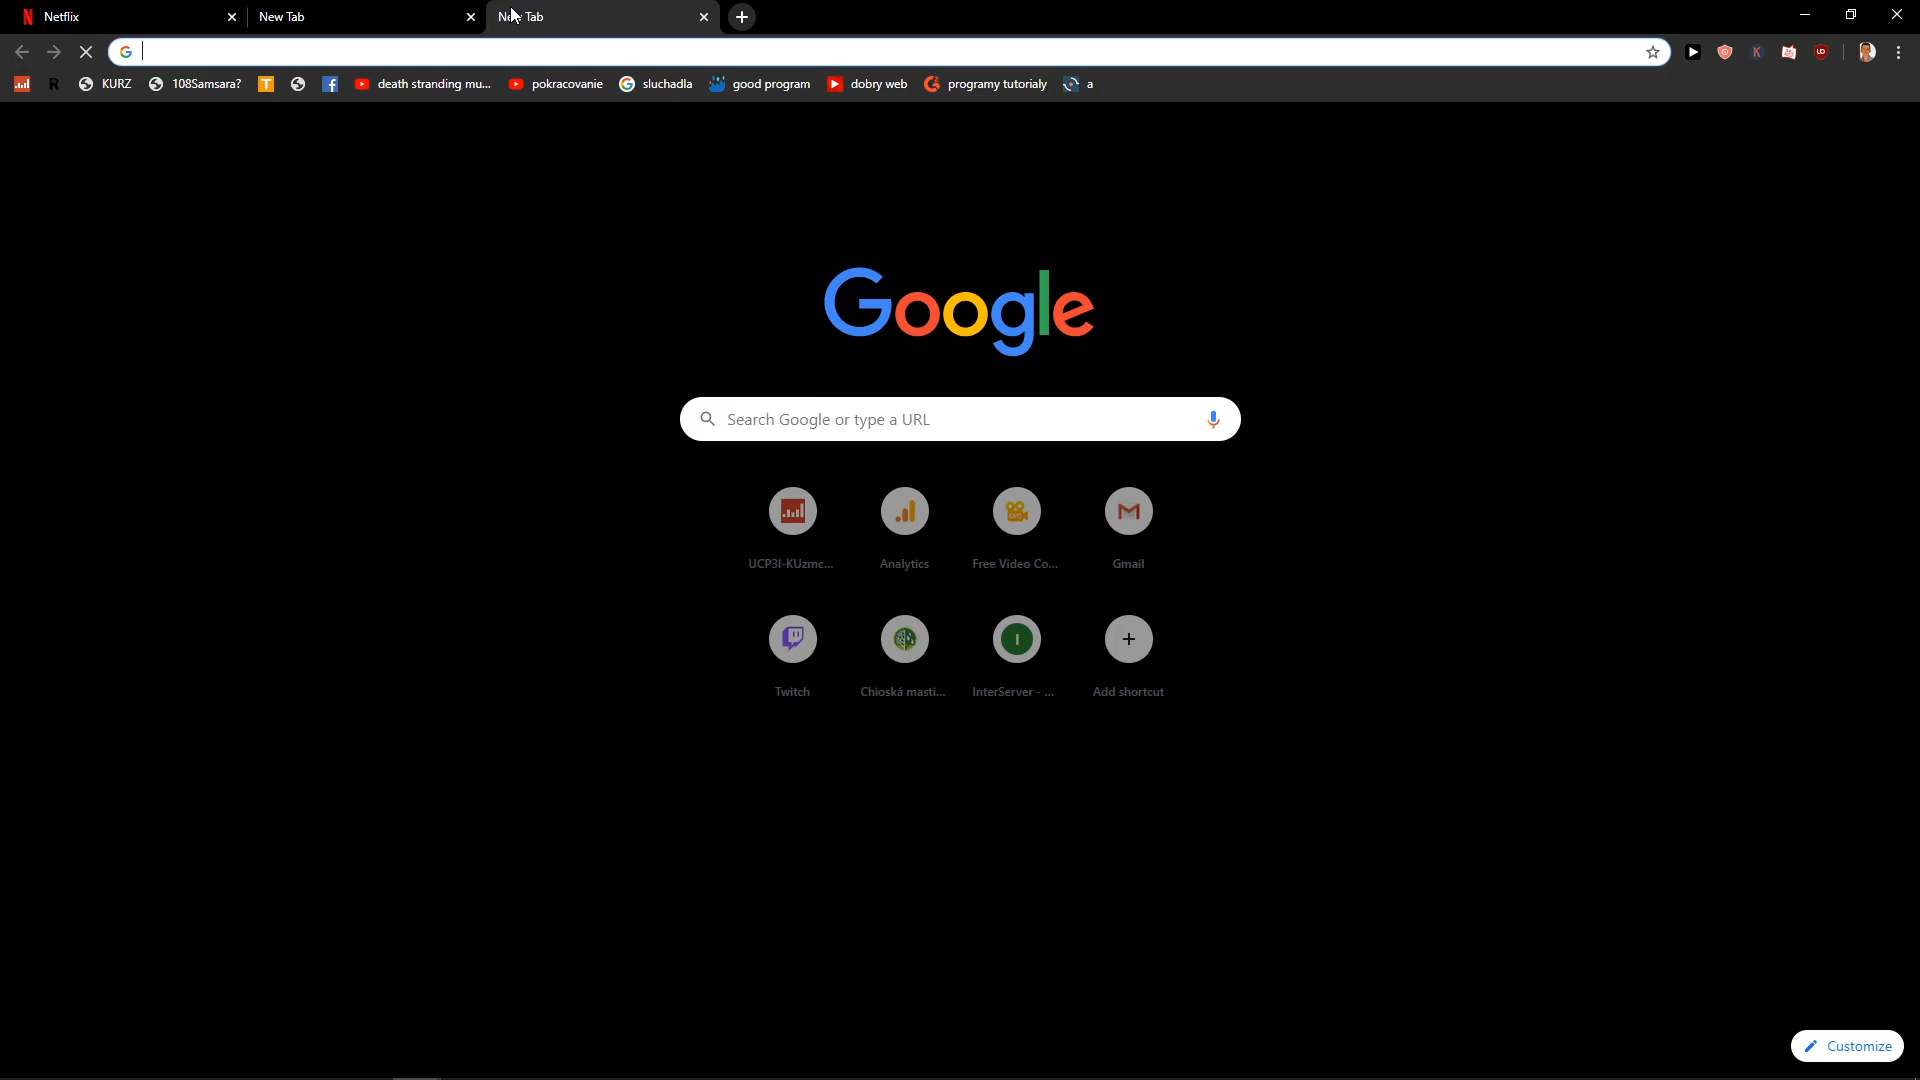 Netflix New Tab New Tab
R KURZ 108Samsara? T death stranding mu... pokracovanie sluchadla good program dobry web programy tutorialy a
Google
Search Google or type a URL
UCP3I-KUzmc... Analytics Free Video Co... Gmail
Twitch Chioská masti... InterServer - ... Add shortcut
Customize